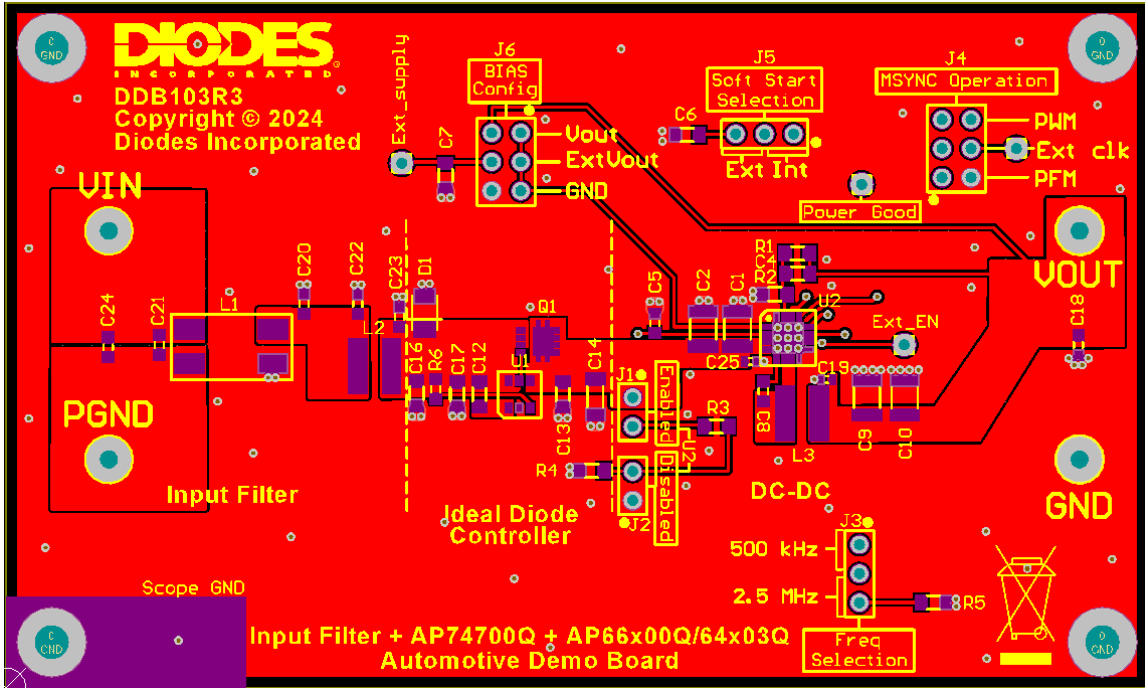 DIODES
INCORPORATED
DDB103R3
Copyright © 2024
Diodes Incorporated
GND
GND
Ext_supply
J6
BIAS
Config
Vout
ExtVout
GND
C7
C6
J5
Soft Start
Selection
Ext Int
J4
MSYNC Operation
PWM
Ext clk
PFM
Power Good
VIN
PGND
VOUT
GND
C24
C21
L1
C20
C22
L2
C23
D1
Q1
C5
C2
C1
R1
C4
R2
U2
Ext_EN
C18
C16
R6
C17
C12
U1
C13
C14
J1
Enabled
C25
C8
C19
C9
C10
L3
R3
U2
R4
J2
Disabled
Input Filter
Ideal Diode
Controller
DC-DC
J3
500 kHz
2.5 MHz
R5
Freq
Selection
Scope GND
GND
GND
Input Filter + AP74700Q + AP66x00Q/64x03Q
Automotive Demo Board